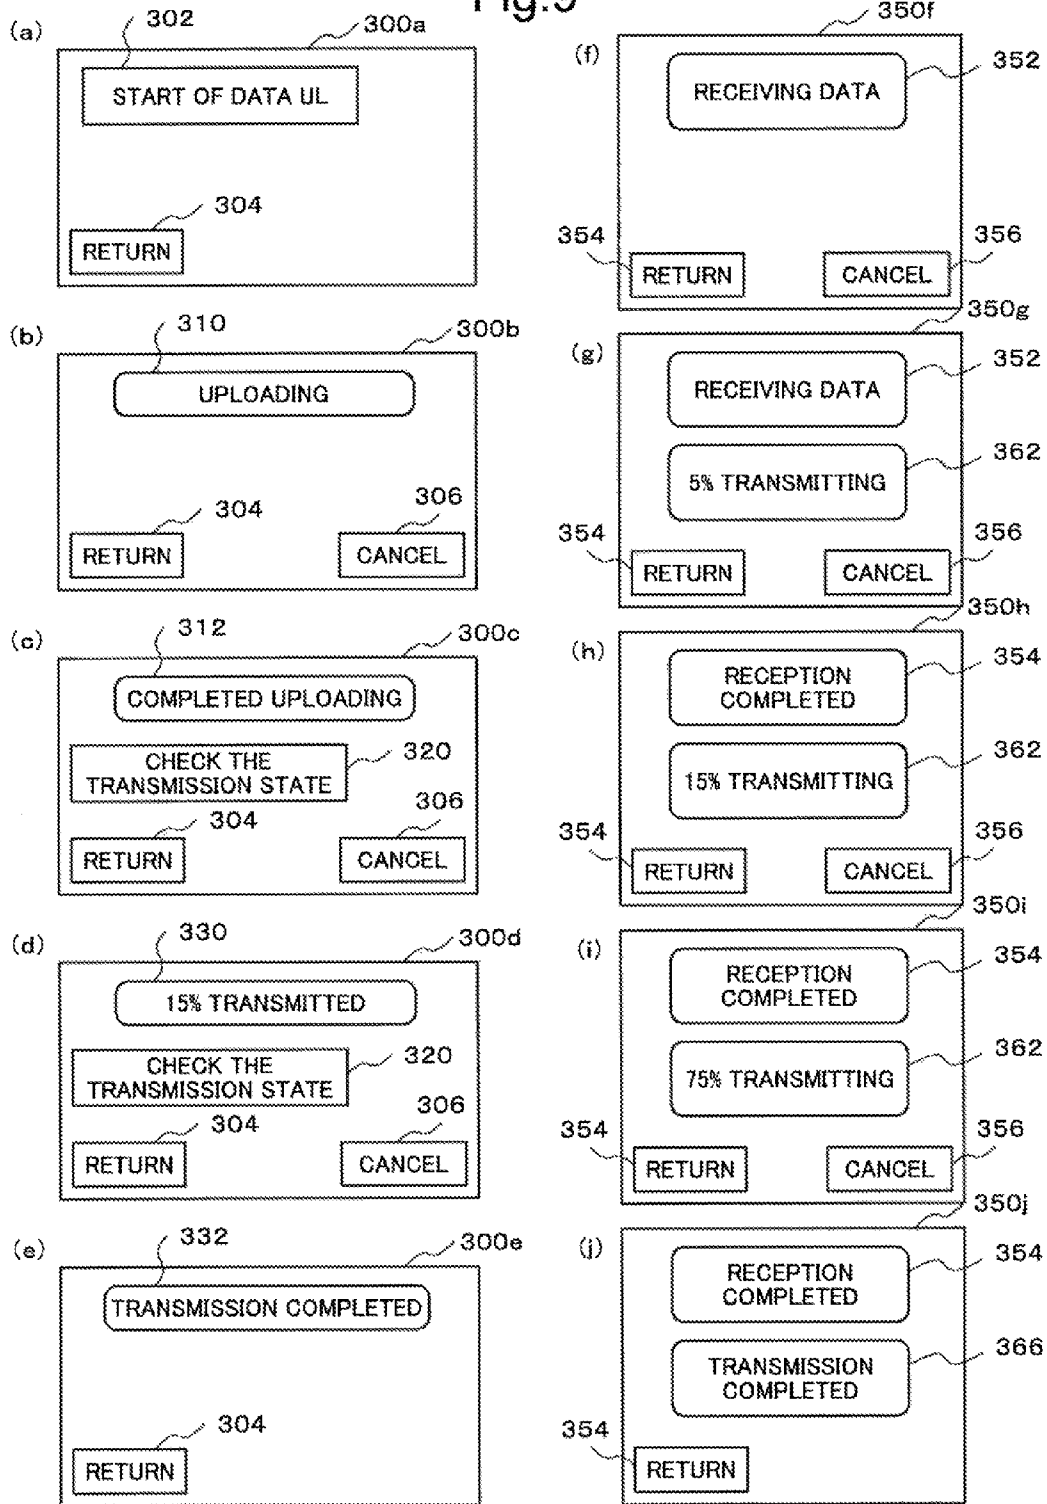 (a)
302
300a
START OF DATA UL
304
RETURN
(b)
310
300b
UPLOADING
304
306
RETURN
CANCEL
(c)
312
300c
COMPLETED UPLOADING
CHECK THE
TRANSMISSION STATE
320
304
306
RETURN
CANCEL
(d)
330
300d
15% TRANSMITTED
CHECK THE
TRANSMISSION STATE
320
304
306
RETURN
CANCEL
(e)
332
300e
TRANSMISSION COMPLETED
304
RETURN
(f)
350f
RECEIVING DATA
352
354
356
RETURN
CANCEL
(g)
350g
RECEIVING DATA
352
5% TRANSMITTING
362
354
356
RETURN
CANCEL
(h)
350h
RECEPTION
COMPLETED
354
15% TRANSMITTING
362
354
356
RETURN
CANCEL
(i)
350i
RECEPTION
COMPLETED
354
75% TRANSMITTING
362
354
356
RETURN
CANCEL
(j)
350j
RECEPTION
COMPLETED
354
TRANSMISSION
COMPLETED
366
354
RETURN